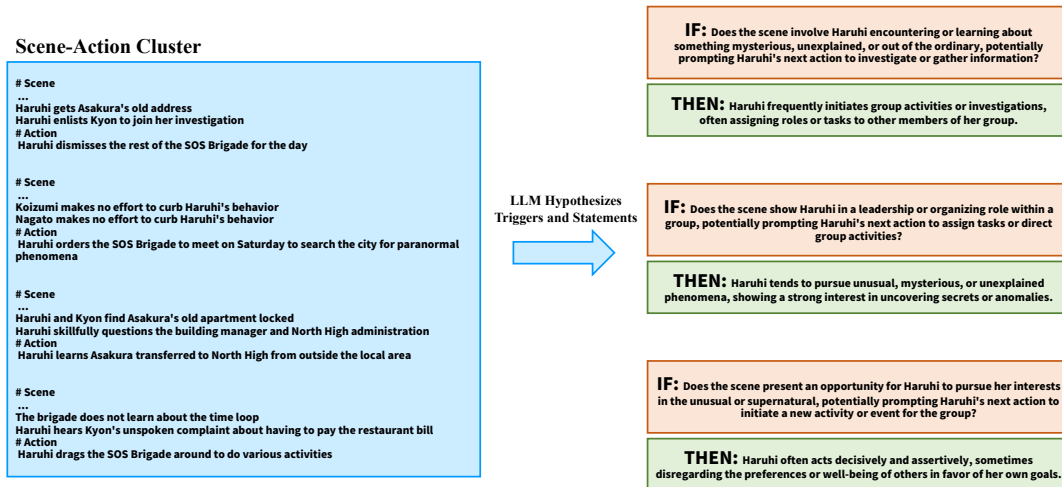 Scene-Action Cluster
# Scene
...
Haruhi gets Asakura's old address
Haruhi enlists Kyon to join her investigation
# Action
Haruhi dismisses the rest of the SOS Brigade for the day
# Scene
...
Koizumi makes no effort to curb Haruhi's behavior
Nagato makes no effort to curb Haruhi's behavior
# Action
Haruhi orders the SOS Brigade to meet on Saturday to search the city for paranormal
phenomena
# Scene
...
Haruhi and Kyon find Asakura's old apartment locked
Haruhi skillfully questions the building manager and North High administration
# Action
Haruhi learns Asakura transferred to North High from outside the local area
# Scene
...
The brigade does not learn about the time loop
Haruhi hears Kyon's unspoken complaint about having to pay the restaurant bill
# Action
Haruhi drags the SOS Brigade around to do various activities
LLM Hypothesizes
Triggers and Statements
IF: Does the scene involve Haruhi encountering or learning about
something mysterious, unexplained, or out of the ordinary, potentially
prompting Haruhi's next action to investigate or gather information?
THEN: Haruhi frequently initiates group activities or investigations,
often assigning roles or tasks to other members of her group.
IF: Does the scene show Haruhi in a leadership or organizing role within
a group, potentially prompting Haruhi's next action to assign tasks or direct
group activities?
THEN: Haruhi tends to pursue unusual, mysterious, or unexplained
phenomena, showing a strong interest in uncovering secrets or anomalies.
IF: Does the scene present an opportunity for Haruhi to pursue her interests
in the unusual or supernatural, potentially prompting Haruhi's next action to
initiate a new activity or event for the group?
THEN: Haruhi often acts decisively and assertively, sometimes
disregarding the preferences or well-being of others in favor of her own goals.